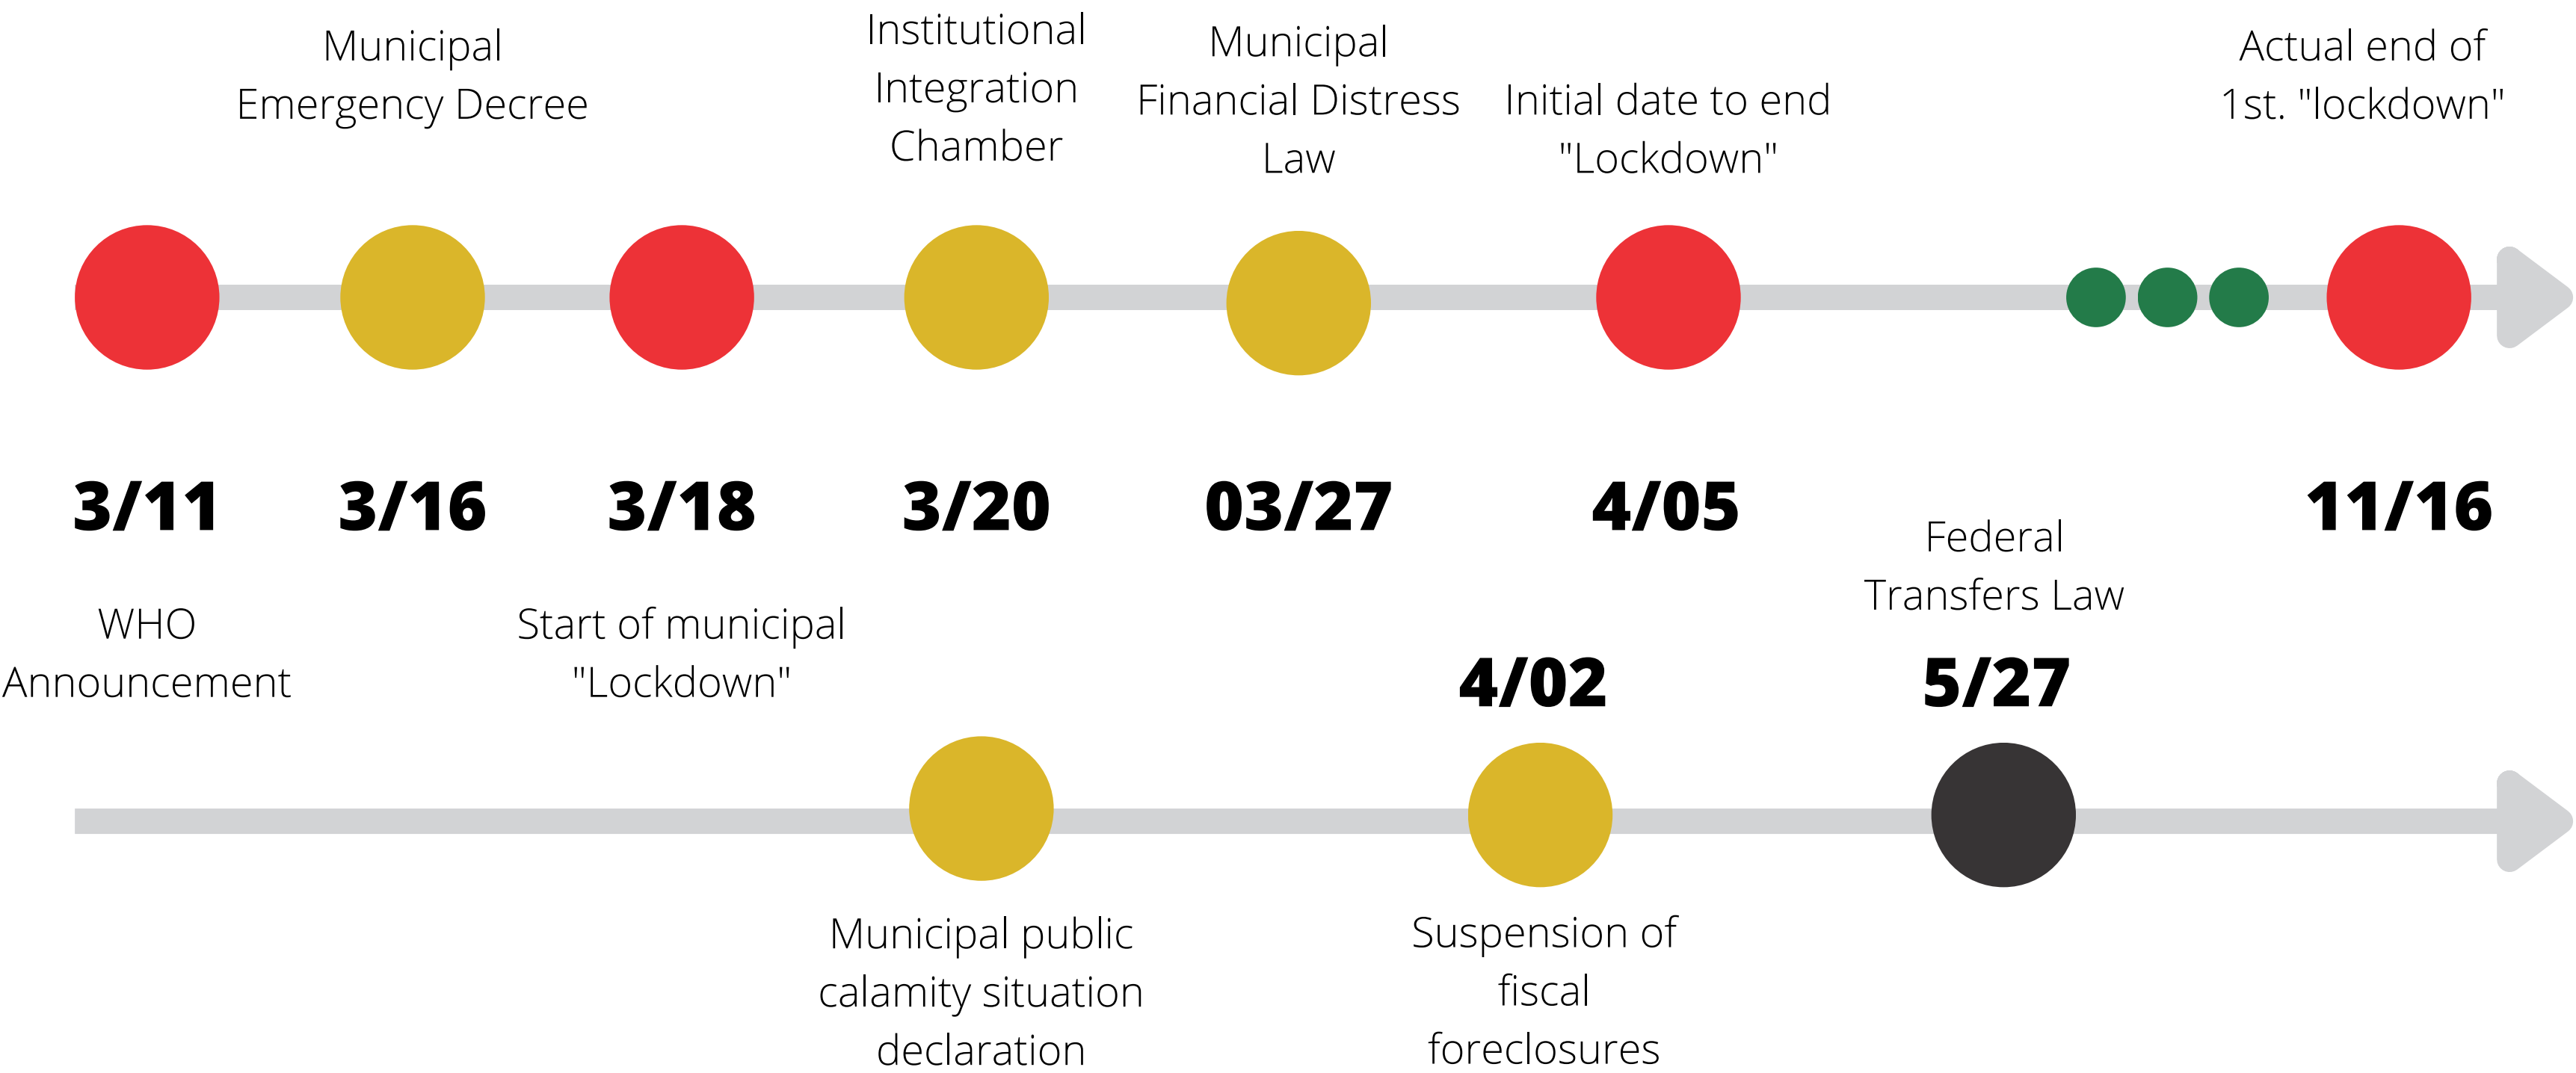 Municipal
Emergency Decree
Institutional
Integration
Chamber
Municipal
Financial Distress
Law
Initial date to end
"Lockdown"
Actual end of
1st. "lockdown"
3/11
3/16
3/18
3/20
03/27
4/05
11/16
WHO
Announcement
Start of municipal
"Lockdown"
Federal
Transfers Law
4/02
5/27
Municipal public
calamity situation
declaration
Suspension of
fiscal
foreclosures